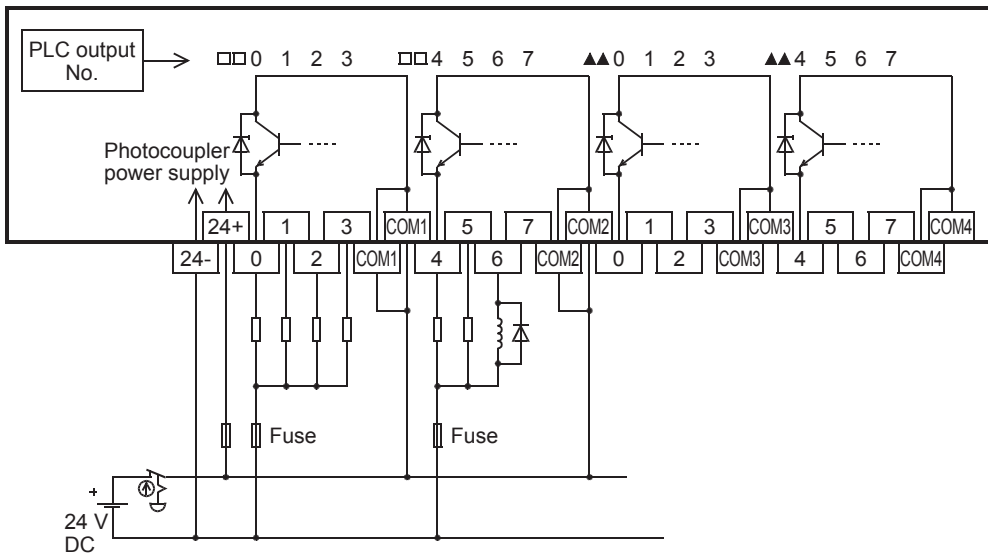 PLC output
No.
□□0 1 2 3 □□4 5 6 7 ▲▲0 1 2 3 ▲▲4 5 6 7
Photocoupler
power supply
24+ 1 3 COM1 5 7 COM2 1 3 COM3 5 7 COM4
24- 0 2 COM1 4 6 COM2 0 2 COM3 4 6 COM4
Fuse Fuse
+
24 V
DC